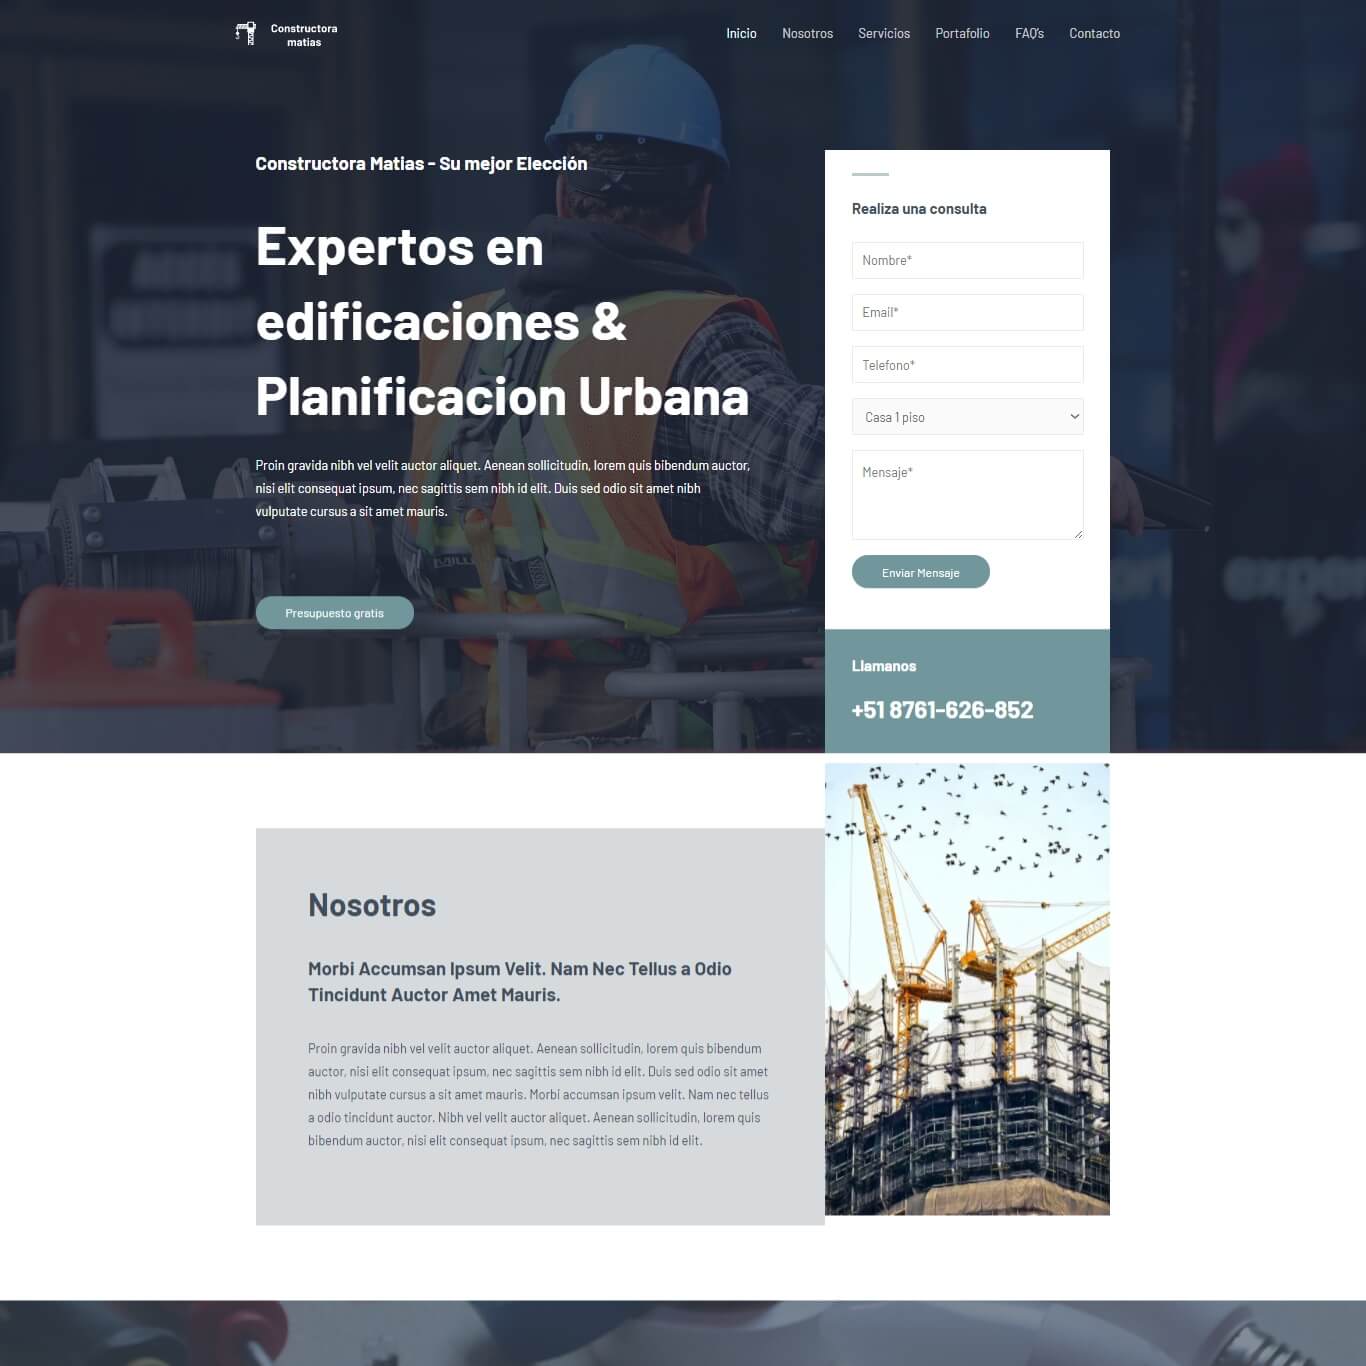 Constructora
matias
Inicio
Nosotros
Servicios
Portafolio
FAQ's
Contacto
Constructora Matias - Su mejor Elección
Expertos en
edificaciones &
Planificacion Urbana
Proin gravida nibh vel velit auctor aliquet. Aenean sollicitudin, lorem quis bibendum auctor,
nisi elit consequat ipsum, nec sagittis sem nibh id elit. Duis sed odio sit amet nibh
vulputate cursus a sit amet mauris.
Presupuesto gratis
Realiza una consulta
Nombre*
Email*
Telefono*
Casa 1 piso
Mensaje*
Enviar Mensaje
Llamanos
+51 8761-626-852
Nosotros
Morbi Accumsan Ipsum Velit. Nam Nec Tellus a Odio
Tincidunt Auctor Amet Mauris.
Proin gravida nibh vel velit auctor aliquet. Aenean sollicitudin, lorem quis bibendum
auctor, nisi elit consequat ipsum, nec sagittis sem nibh id elit. Duis sed odio sit amet
nibh vulputate cursus a sit amet mauris. Morbi accumsan ipsum velit. Nam nec tellus
a odio tincidunt auctor. Nibh vel velit auctor aliquet. Aenean sollicitudin, lorem quis
bibendum auctor, nisi elit consequat ipsum, nec sagittis sem nibh id elit.